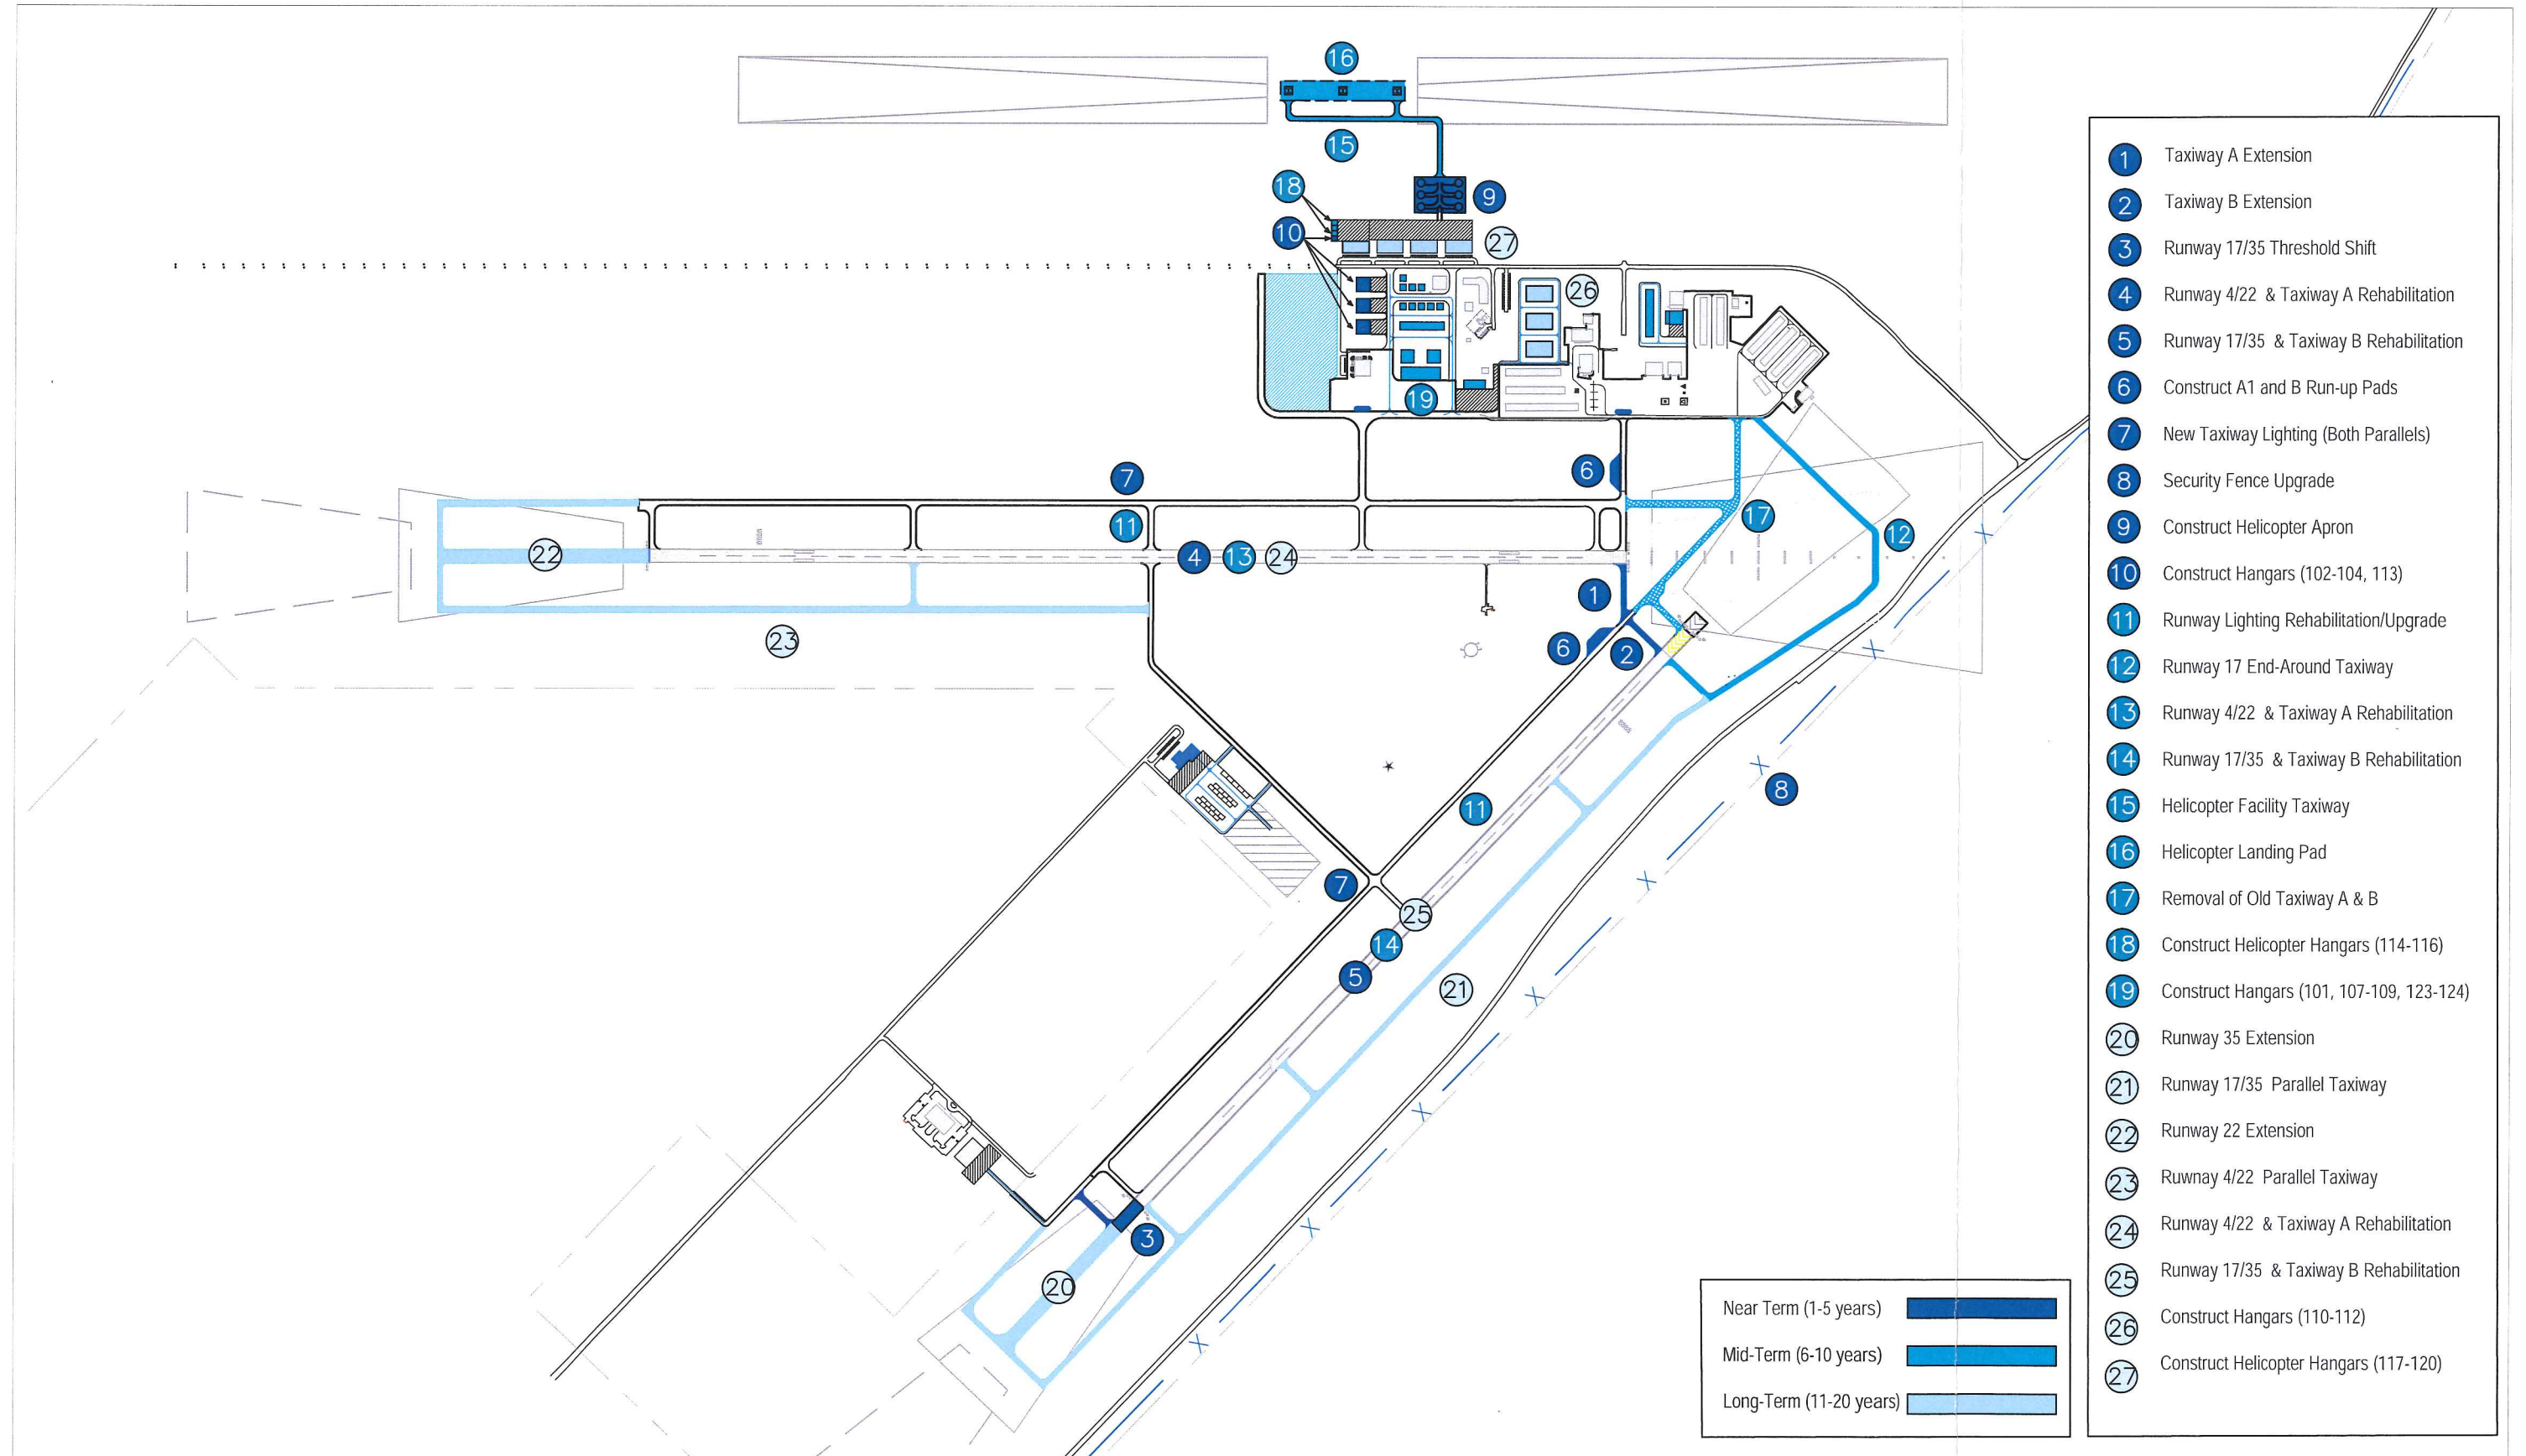 16
15
18
9
10
27
26
19
7
6
11
17
12
22
4 13 24
1
23
6
2
11
8
7
25
14
5
21
3
20
1 Taxiway A Extension
2 Taxiway B Extension
3 Runway 17/35 Threshold Shift
4 Runway 4/22 & Taxiway A Rehabilitation
5 Runway 17/35 & Taxiway B Rehabilitation
6 Construct A1 and B Run-up Pads
7 New Taxiway Lighting (Both Parallels)
8 Security Fence Upgrade
9 Construct Helicopter Apron
10 Construct Hangars (102-104, 113)
11 Runway Lighting Rehabilitation/Upgrade
12 Runway 17 End-Around Taxiway
13 Runway 4/22 & Taxiway A Rehabilitation
14 Runway 17/35 & Taxiway B Rehabilitation
15 Helicopter Facility Taxiway
16 Helicopter Landing Pad
17 Removal of Old Taxiway A & B
18 Construct Helicopter Hangars (114-116)
19 Construct Hangars (101, 107-109, 123-124)
20 Runway 35 Extension
21 Runway 17/35 Parallel Taxiway
22 Runway 22 Extension
23 Ruwnay 4/22 Parallel Taxiway
24 Runway 4/22 & Taxiway A Rehabilitation
25 Runway 17/35 & Taxiway B Rehabilitation
26 Construct Hangars (110-112)
27 Construct Helicopter Hangars (117-120)
Near Term (1-5 years)
Mid-Term (6-10 years)
Long-Term (11-20 years)